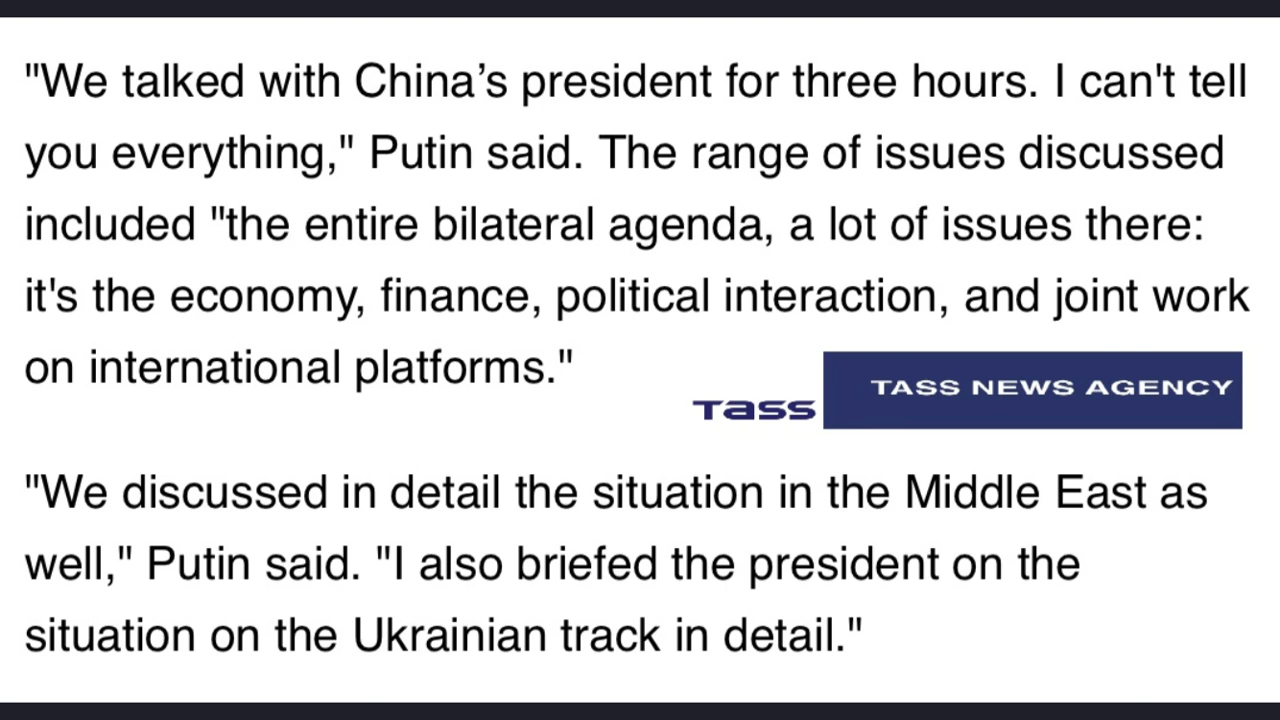 "We talked with China’s president for three hours. I can't tell
you everything," Putin said. The range of issues discussed
included "the entire bilateral agenda, a lot of issues there:
it's the economy, finance, political interaction, and joint work
on international platforms."
TASS NEWS AGENCY
Tass
"We discussed in detail the situation in the Middle East as
well," Putin said. "I also briefed the president on the
situation on the Ukrainian track in detail."